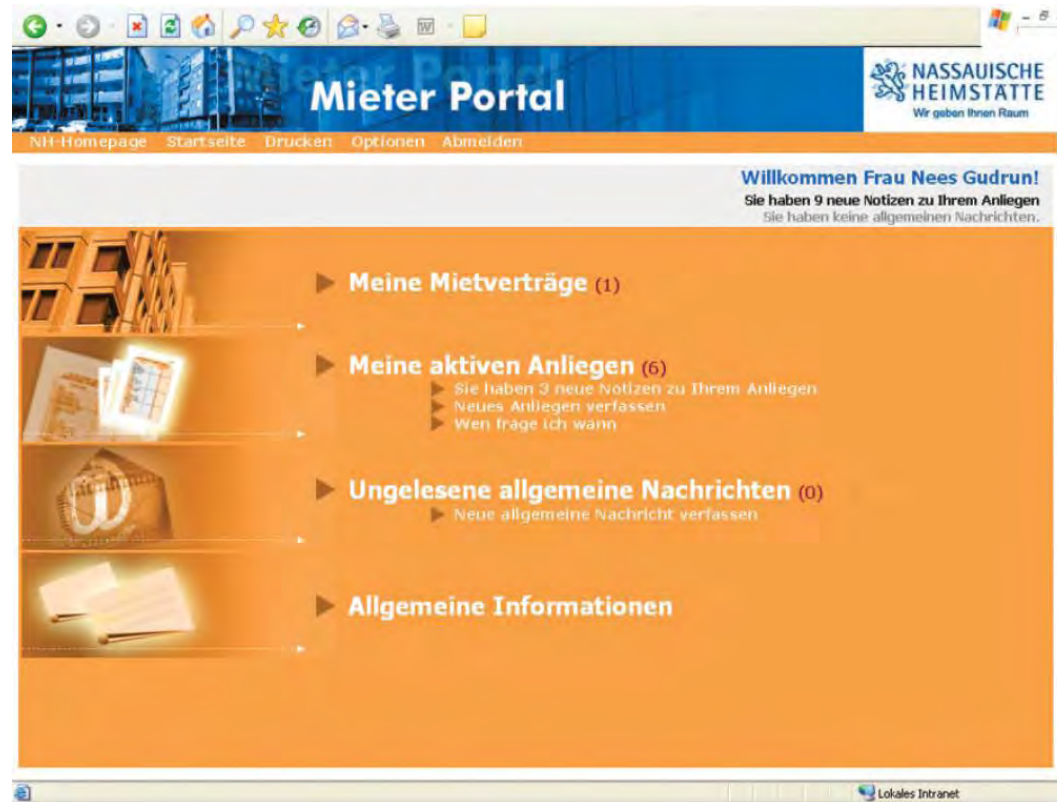 Mieter Portal
Mieter Portal
NASSAUISCHE
HEIMSTÄTTE
Wir geben Ihnen Raum
NH-Homepage Startseite Drucken Optionen Abmelden
Willkommen Frau Nees Gudrun!
Sie haben 9 neue Notizen zu Ihrem Anliegen
Sie haben keine allgemeinen Nachrichten.
Meine Mietverträge (1)
Meine aktiven Anliegen (6)
Sie haben 3 neue Notizen zu Ihrem Anliegen
Neues Anliegen verfassen
Wen frage ich wann
Ungelesene allgemeine Nachrichten (0)
Neue allgemeine Nachricht verfassen
Allgemeine Informationen
Lokales Intranet